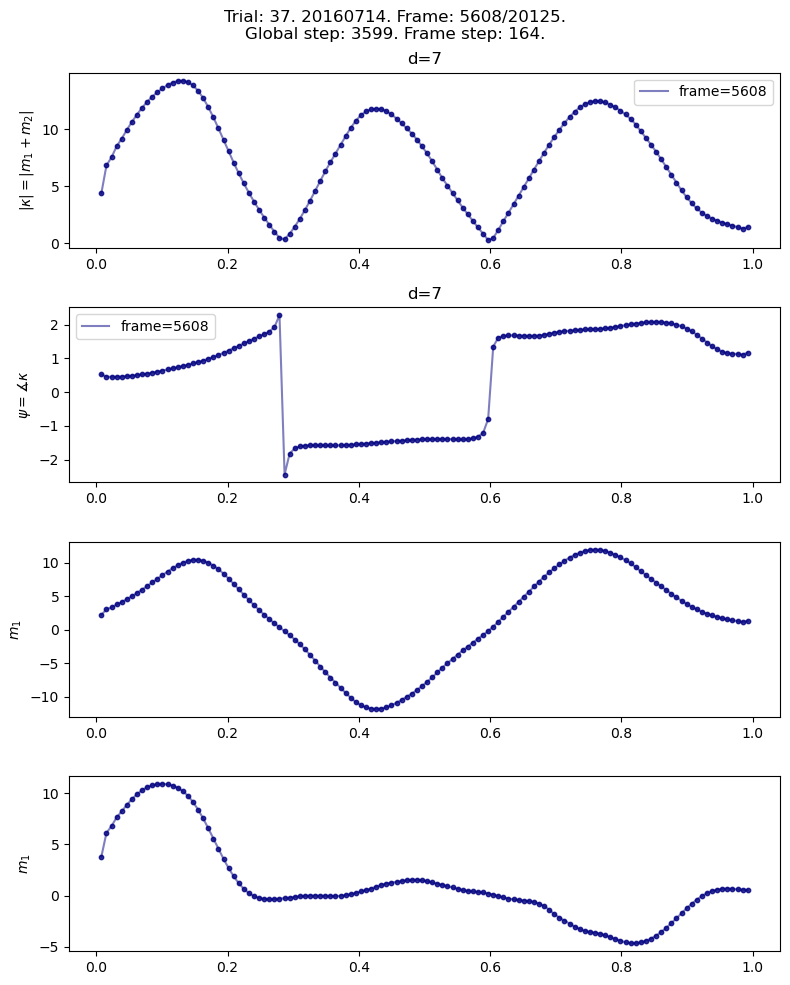 Trial: 37. 20160714. Frame: 5608/20125.
Global step: 3599. Frame step: 164.
d=7
|κ| = |m₁ + m₂|
frame=5608
10
5
0
0.0 0.2 0.4 0.6 0.8 1.0
d=7
ψ = ∡κ
frame=5608
2
1
0
−1
−2
0.0 0.2 0.4 0.6 0.8 1.0
m₁
10
5
0
−5
−10
0.0 0.2 0.4 0.6 0.8 1.0
m₁
10
5
0
−5
0.0 0.2 0.4 0.6 0.8 1.0